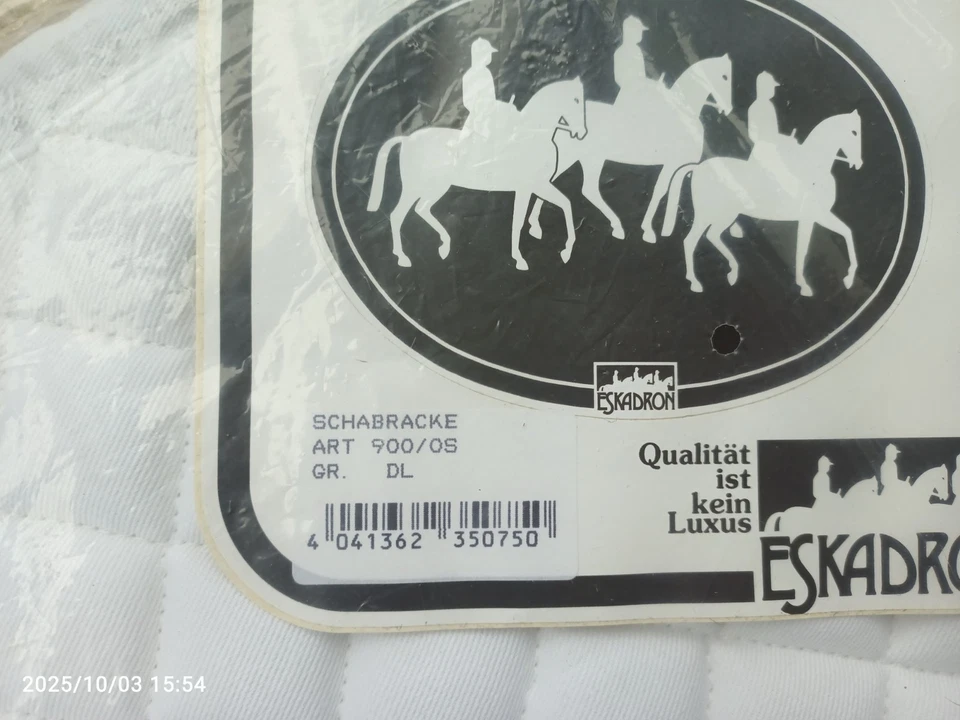 ESKADRON
SCHABRACKE
ART 900/OS
GR. DL
4 041362 350750
Qualität
ist
kein
Luxus
ESKADRO
2025/10/03 15:54